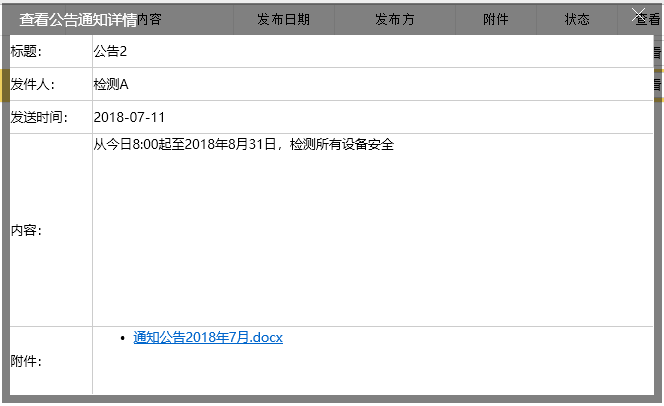 查看公告通知详情内容 发布日期 发布方 附件 状态 查看
标题： 公告2
看
发件人： 检测A
看
发送时间： 2018-07-11
从今日8:00起至2018年8月31日，检测所有设备安全
内容：
• 通知公告2018年7月.docx
附件：